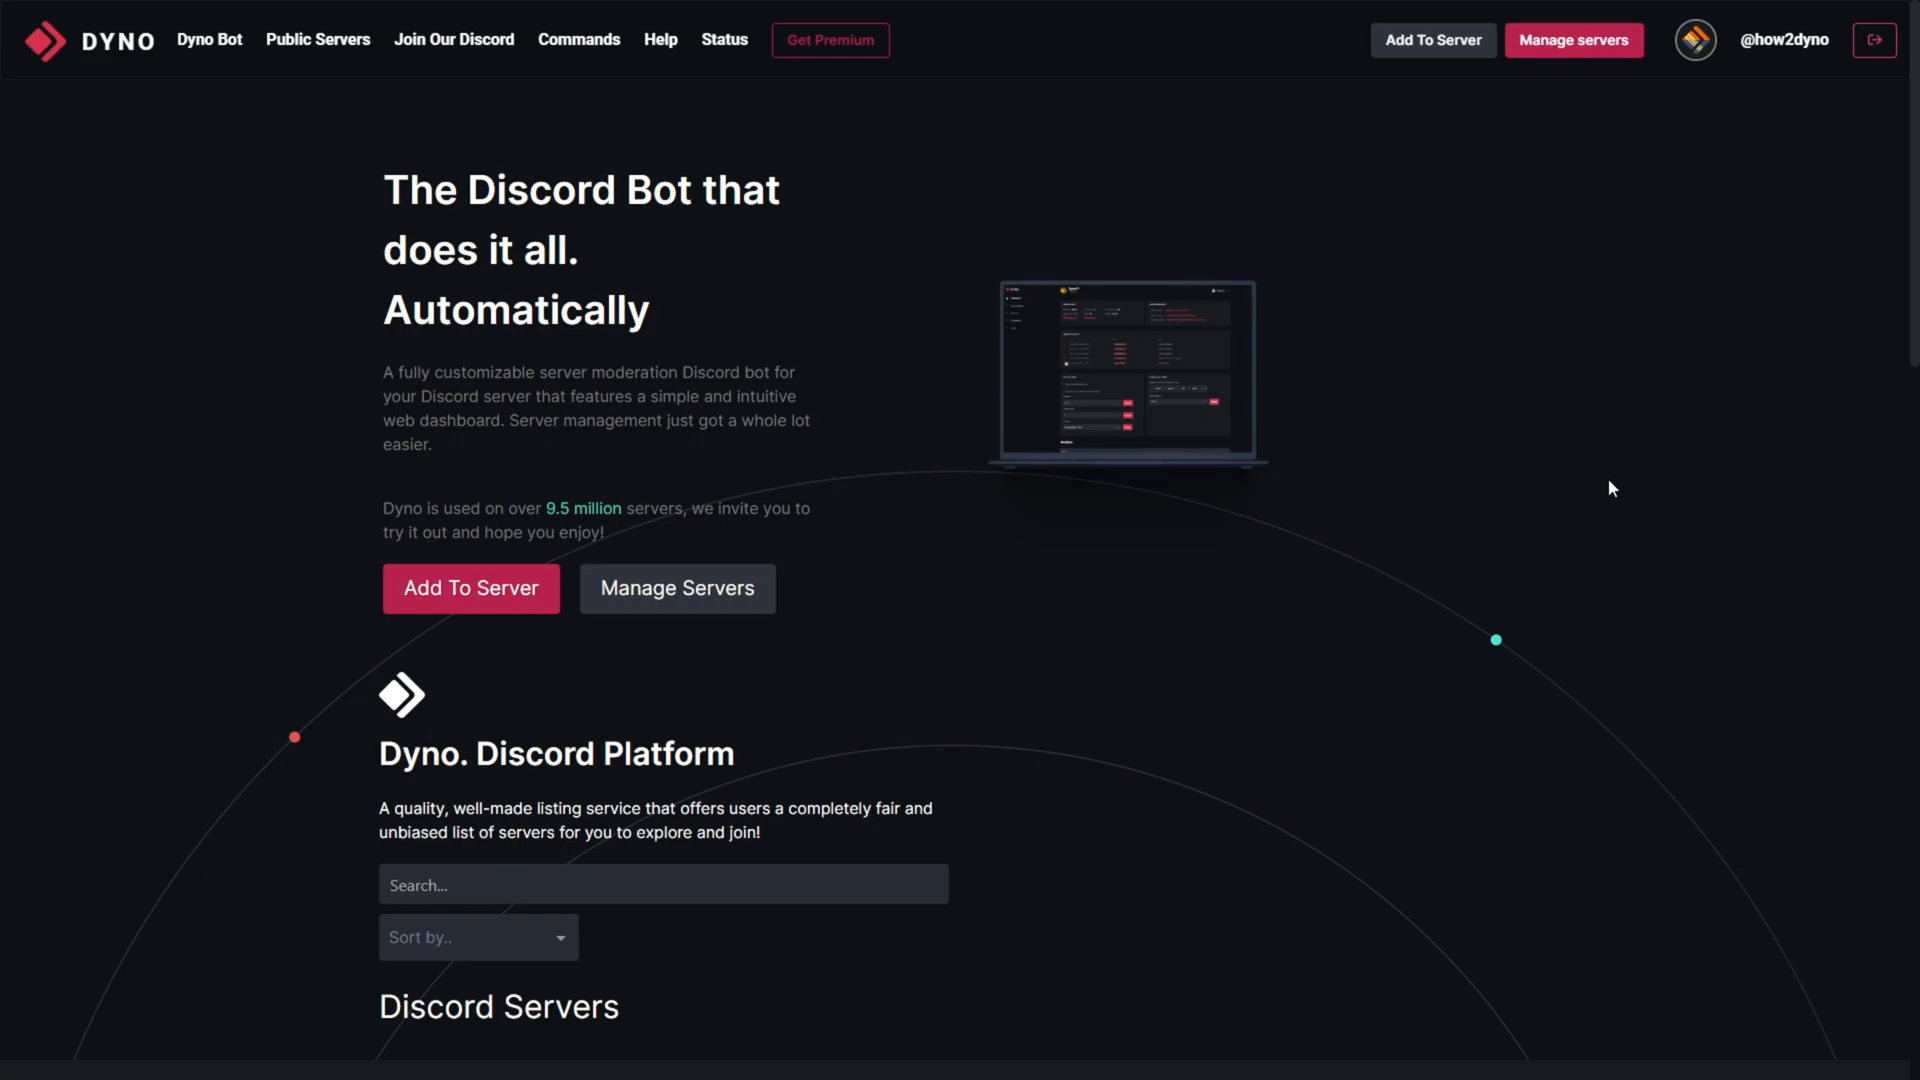 DYNO Dyno Bot Public Servers Join Our Discord Commands Help Status Get Premium Add To Server Manage servers @how2dyno
The Discord Bot that
does it all.
Automatically
A fully customizable server moderation Discord bot for
your Discord server that features a simple and intuitive
web dashboard. Server management just got a whole lot
easier.
Dyno is used on over 9.5 million servers, we invite you to
try it out and hope you enjoy!
Add To Server Manage Servers
Dyno. Discord Platform
A quality, well-made listing service that offers users a completely fair and
unbiased list of servers for you to explore and join!
Search...
Sort by..
Discord Servers